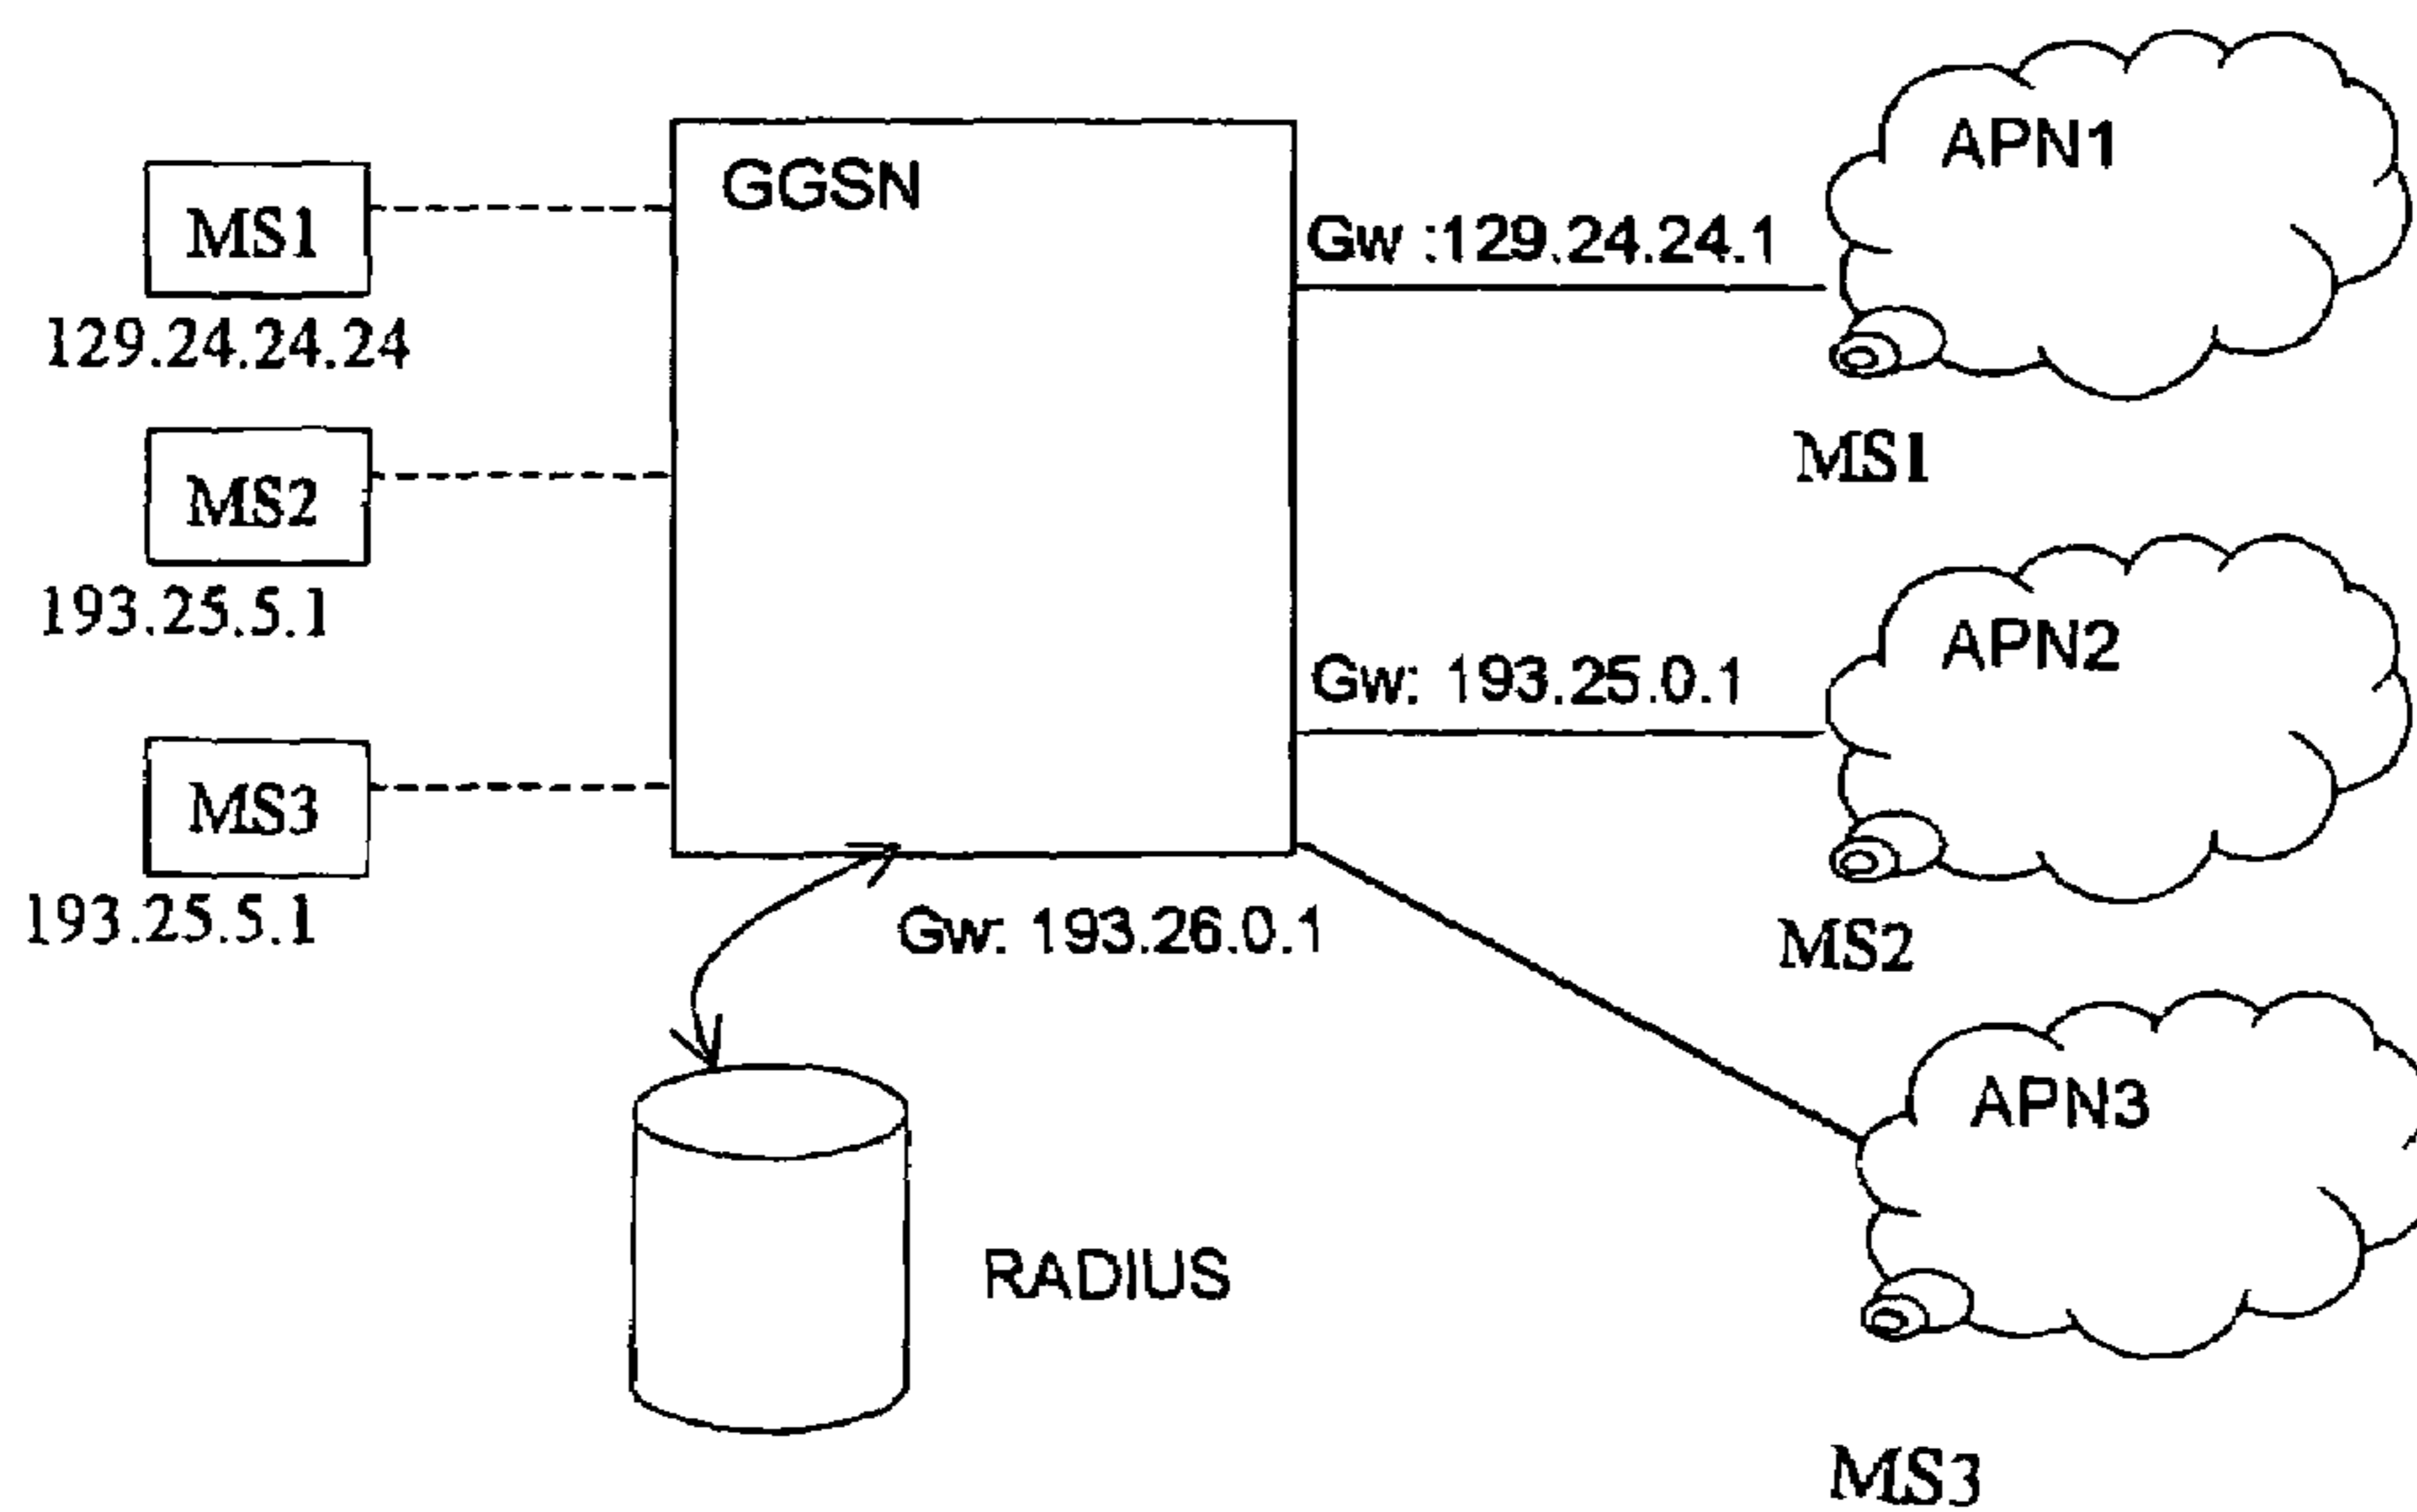 GGSN
MS1
129.24.24.24
MS2
193.25.5.1
MS3
193.25.5.1
Gw :129.24.24.1
APN1
MS1
Gw: 193.25.0.1
APN2
MS2
Gw: 193.26.0.1
APN3
MS3
RADIUS